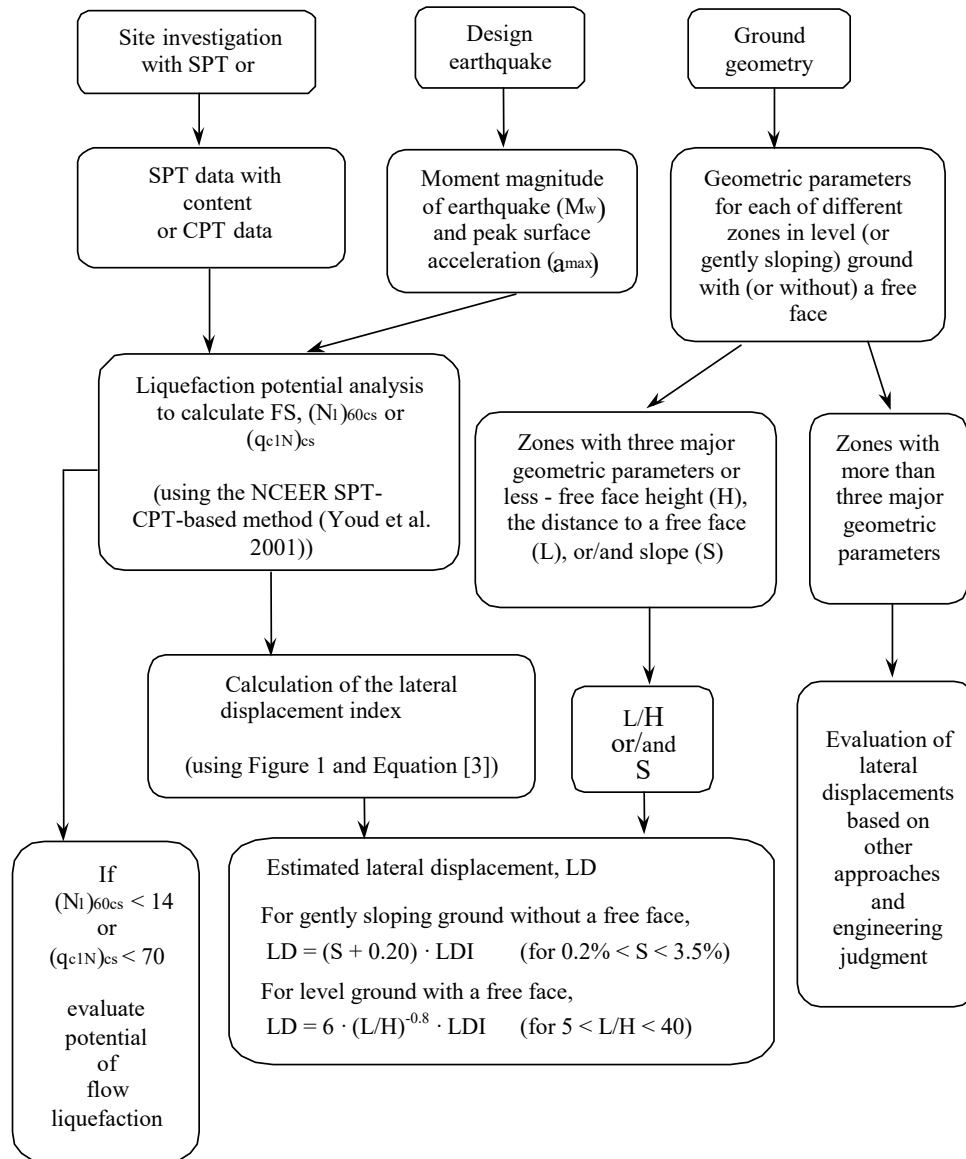 Site investigation
with SPT or
Design
earthquake
Ground
geometry
SPT data with
content
or CPT data
Moment magnitude
of earthquake (Mw)
and peak surface
acceleration (amax)
Geometric parameters
for each of different
zones in level (or
gently sloping) ground
with (or without) a free
face
Liquefaction potential analysis
to calculate FS, (N1)60cs or
(qc1N)cs
(using the NCEER SPT-
CPT-based method (Youd et al.
2001))
Zones with three major
geometric parameters or
less - free face height (H),
the distance to a free face
(L), or/and slope (S)
Zones with
more than
three major
geometric
parameters
Calculation of the lateral
displacement index
(using Figure 1 and Equation [3])
L/H
or/and
S
Evaluation of
lateral
displacements
based on
other
approaches
and
engineering
judgment
If
(N1)60cs < 14
or
(qc1N)cs < 70
evaluate
potential
of
flow
liquefaction
Estimated lateral displacement, LD
For gently sloping ground without a free face,
LD = (S + 0.20) · LDI (for 0.2% < S < 3.5%)
For level ground with a free face,
LD = 6 · (L/H)-0.8 · LDI (for 5 < L/H < 40)